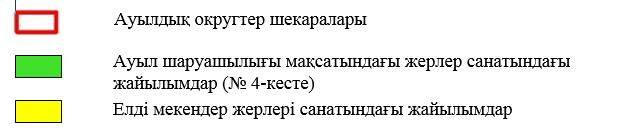 Ауылдық округтер шекаралары
Ауыл шаруашылығы мақсатындағы жерлер санатындағы
жайылымдар (№ 4-кесте)
Елді мекендер жерлері санатындағы жайылымдар